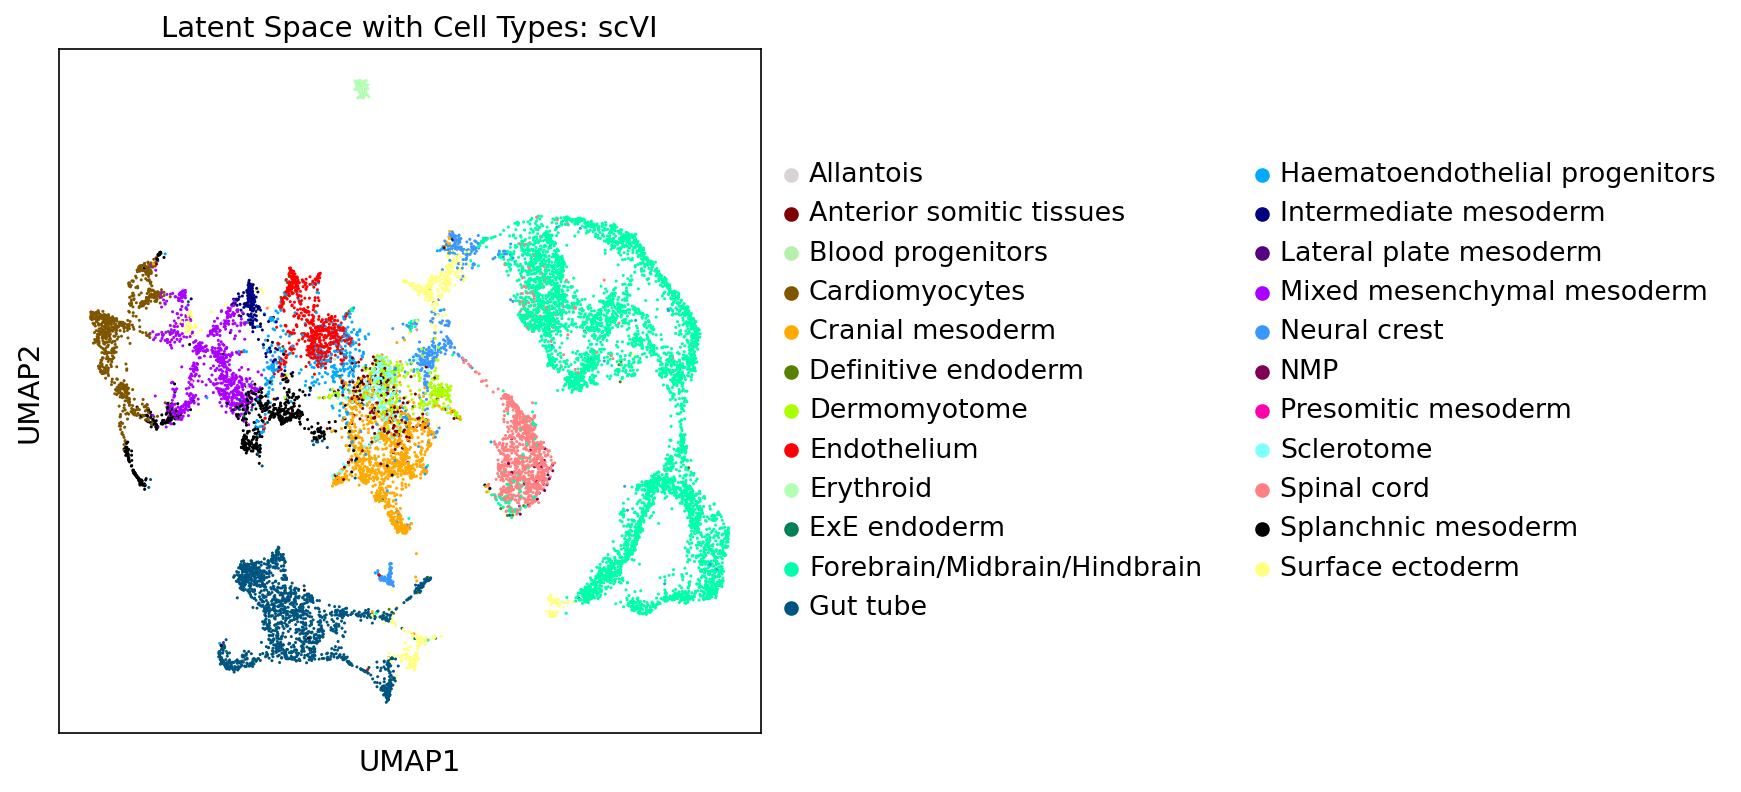 Latent Space with Cell Types: scVI
UMAP2
UMAP1
Allantois
Anterior somitic tissues
Blood progenitors
Cardiomyocytes
Cranial mesoderm
Definitive endoderm
Dermomyotome
Endothelium
Erythroid
ExE endoderm
Forebrain/Midbrain/Hindbrain
Gut tube
Haematoendothelial progenitors
Intermediate mesoderm
Lateral plate mesoderm
Mixed mesenchymal mesoderm
Neural crest
NMP
Presomitic mesoderm
Sclerotome
Spinal cord
Splanchnic mesoderm
Surface ectoderm